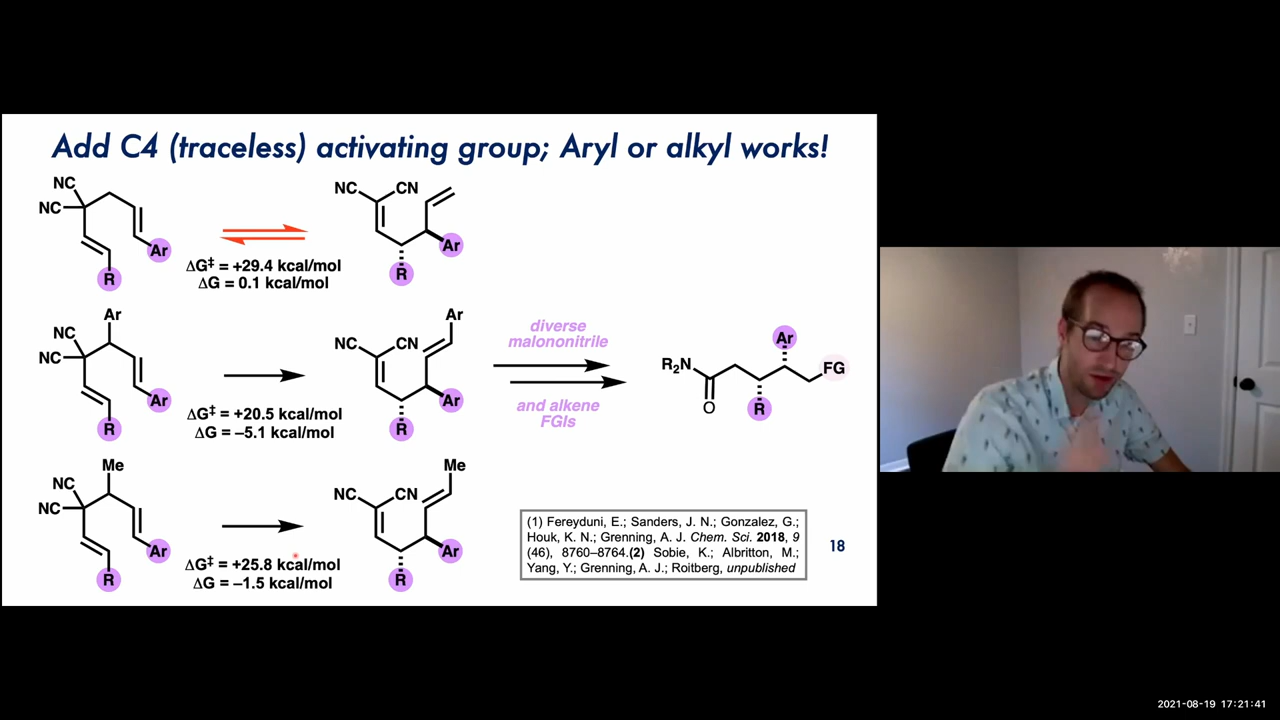 Add C4 (traceless) activating group; Aryl or alkyl works!
NC
NC
Ar
R
ΔG‡ = +29.4 kcal/mol
ΔG = 0.1 kcal/mol
NC
CN
Ar
R
Ar
NC
NC
Ar
R
ΔG‡ = +20.5 kcal/mol
ΔG = –5.1 kcal/mol
Ar
NC
CN
Ar
R
diverse
malononitrile
and alkene
FGIs
Ar
R2N
FG
O
R
Me
NC
NC
Ar
R
ΔG‡ = +25.8 kcal/mol
ΔG = –1.5 kcal/mol
Me
NC
CN
Ar
R
(1) Fereyduni, E.; Sanders, J. N.; Gonzalez, G.;
Houk, K. N.; Grenning, A. J. Chem. Sci. 2018, 9
(46), 8760–8764.(2) Sobie, K.; Albritton, M.;
Yang, Y.; Grenning, A. J.; Roitberg, unpublished
18
2021-08-19 17:21:41